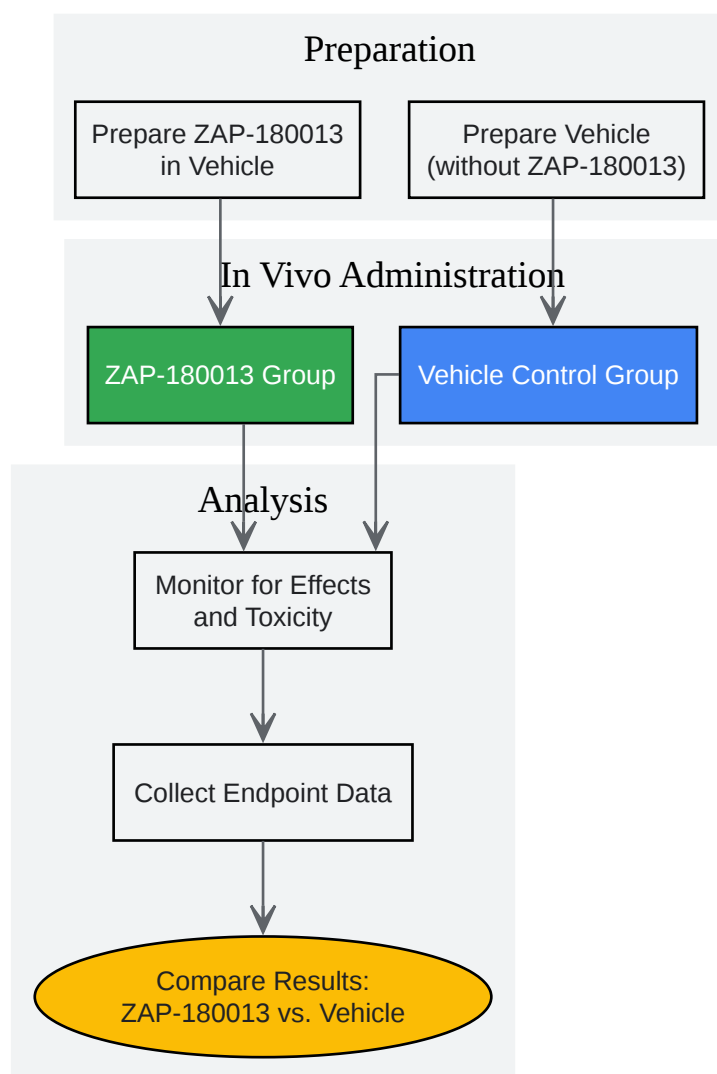 Preparation
Prepare ZAP-180013
in Vehicle
Prepare Vehicle
(without ZAP-180013)
In Vivo Administration
ZAP-180013 Group
Vehicle Control Group
Analysis
Monitor for Effects
and Toxicity
Collect Endpoint Data
Compare Results:
ZAP-180013 vs. Vehicle